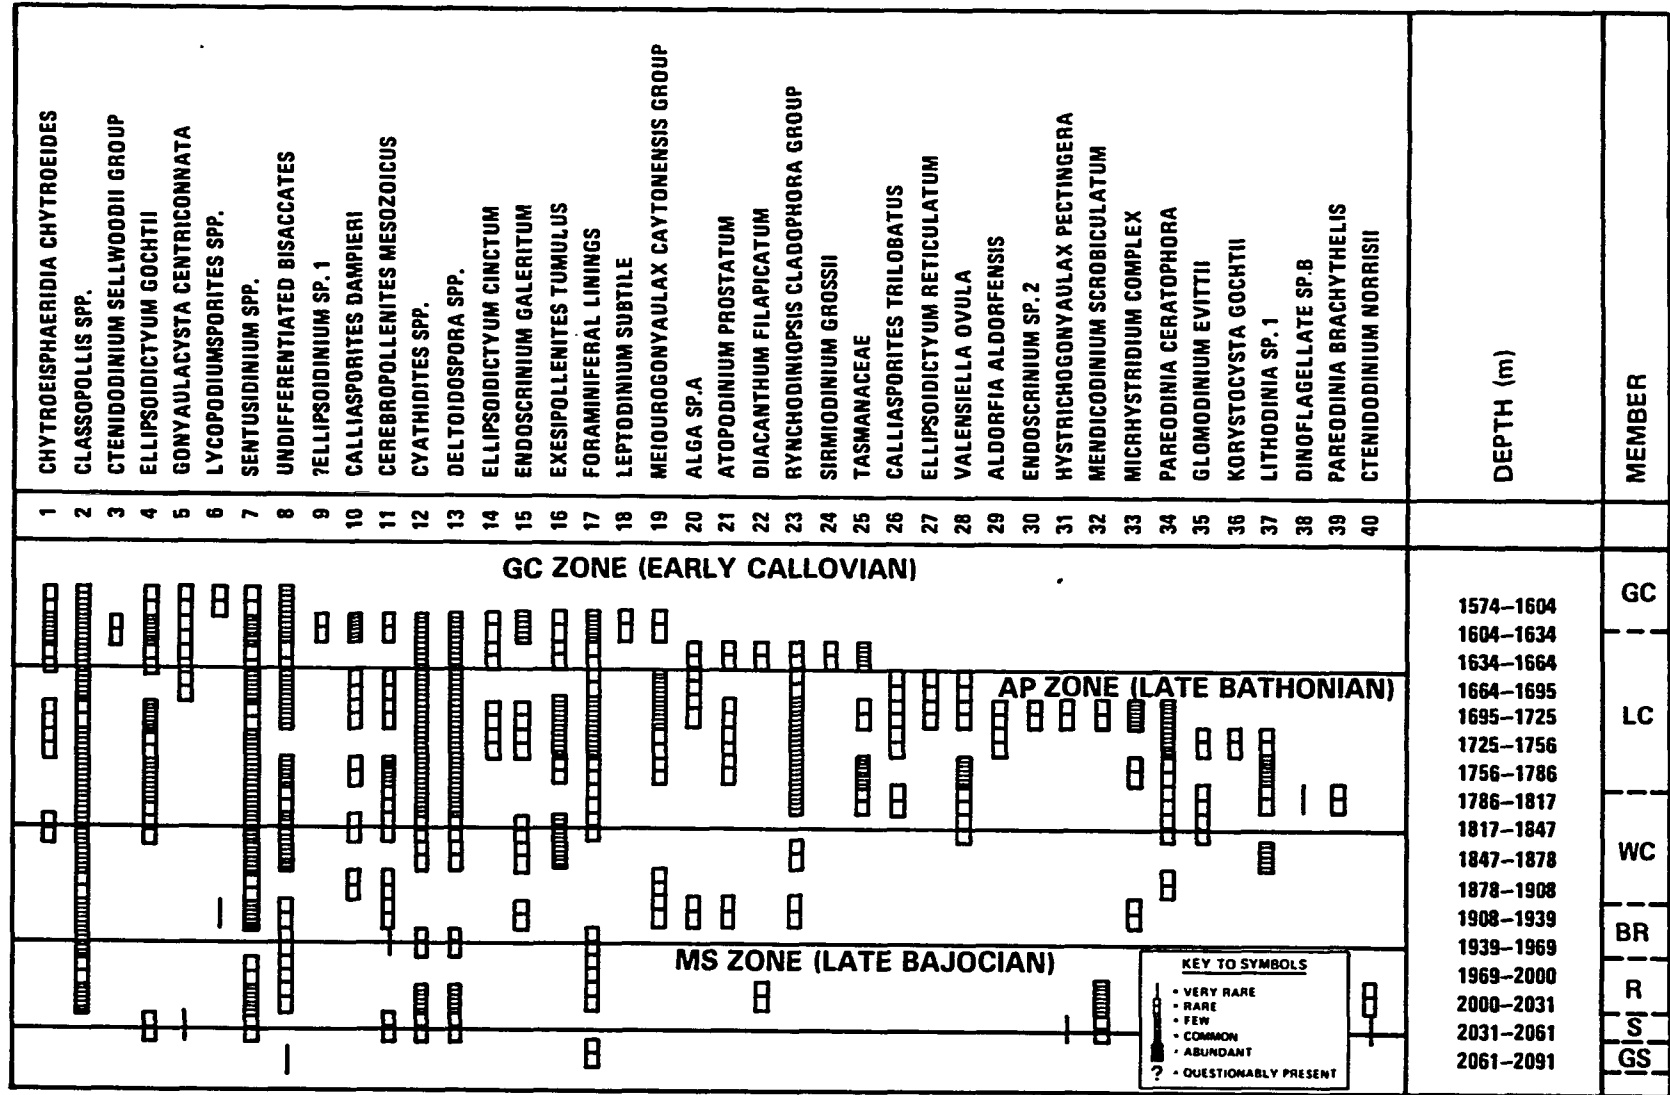 CHYTROEISPHAERIDIA CHYTROEIDES
CLASSOPOLLIS SPP.
CTENIDODINIUM SELLWOODII GROUP
ELLIPSOIDICTYUM GOCHTII
GONYAULACYSTA CENTRICONNATA
LYCOPODIUMSPORITES SPP.
SENTUSIDINIUM SPP.
UNDIFFERENTIATED BISACCATES
?ELLIPSOIDINIUM SP. 1
CALLIASPORITES DAMPIERI
CEREBROPOLLENITES MESOZOICUS
CYATHIDITES SPP.
DELTOIDOSPORA SPP.
ELLIPSOIDICTYUM CINCTUM
ENDOSCRINIUM GALERITUM
EXESIPOLLENITES TUMULUS
FORAMINIFERAL LININGS
LEPTODINIUM SUBTILE
MEIOUROGONYAULAX CAYTONENSIS GROUP
ALGA SP.A
ATOPODINIUM PROSTATUM
DIACANTHUM FILAPICATUM
RYNCHODINIOPSIS CLADOPHORA GROUP
SIRMIODINIUM GROSSII
TASMANACEAE
CALLIASPORITES TRILOBATUS
ELLIPSOIDICTYUM RETICULATUM
VALENSIELLA OVULA
ALDORFIA ALDORFENSIS
ENDOSCRINIUM SP. 2
HYSTRICHOGONYAULAX PECTINGERA
MENDICODINIUM SCROBICULATUM
MICRHYSTRIDIUM COMPLEX
PAREODINIA CERATOPHORA
GLOMODINIUM EVITTII
KORYSTOCYSTA GOCHTII
LITHODINIA SP. 1
DINOFLAGELLATE SP.B
PAREODINIA BRACHYTHELIS
CTENIDODINIUM NORRISII
DEPTH (m)
MEMBER
1 2 3 4 5 6 7 8 9 10 11 12 13 14 15 16 17 18 19 20 21 22 23 24 25 26 27 28 29 30 31 32 33 34 35 36 37 38 39 40
GC ZONE (EARLY CALLOVIAN)
AP ZONE (LATE BATHONIAN)
MS ZONE (LATE BAJOCIAN)
KEY TO SYMBOLS
- VERY RARE
- RARE
- FEW
- COMMON
- ABUNDANT
? - QUESTIONABLY PRESENT
1574–1604
1604–1634
1634–1664
1664–1695
1695–1725
1725–1756
1756–1786
1786–1817
1817–1847
1847–1878
1878–1908
1908–1939
1939–1969
1969–2000
2000–2031
2031–2061
2061–2091
GC
LC
WC
BR
R
S
GS